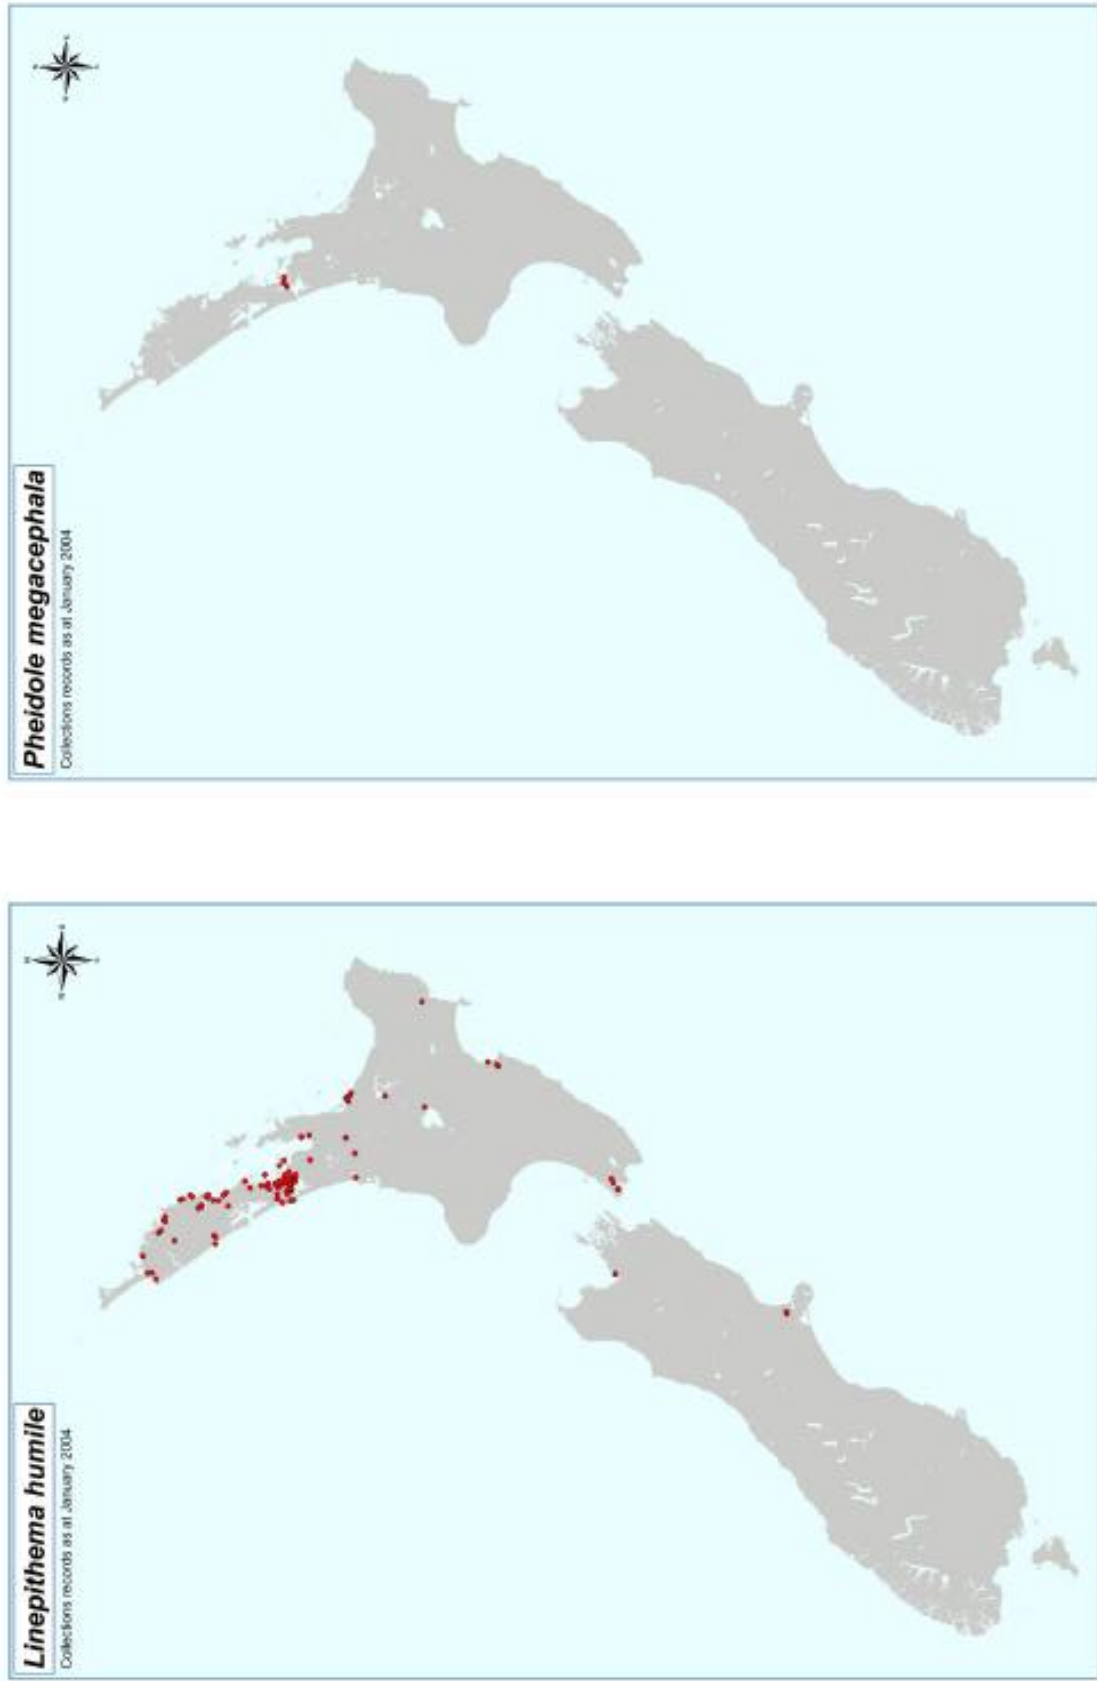 Linepithema humile
Collections records as at January 2004
Pheidole megacephala
Collections records as at January 2004